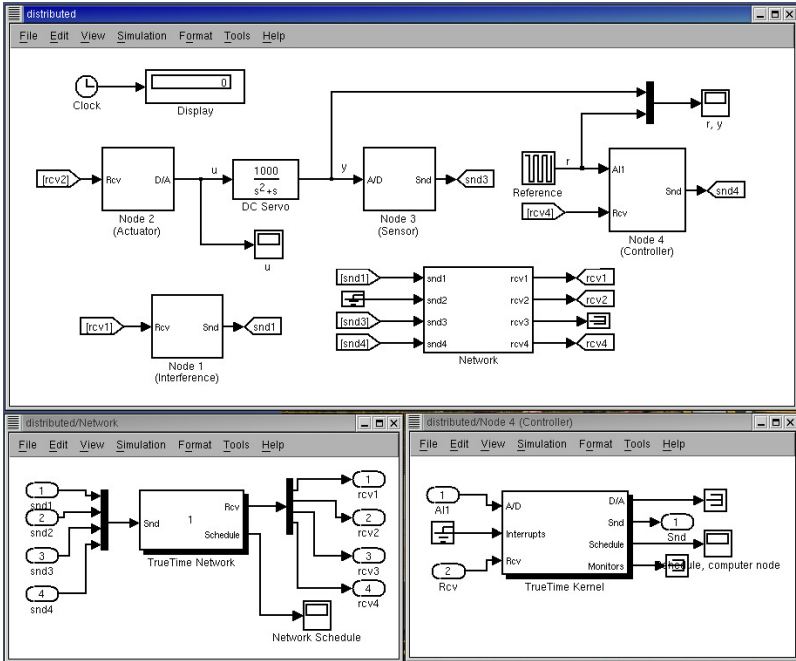 distributed
File Edit View Simulation Format Tools Help
Clock
0
Display
r, y
[rcv2]
Rcv D/A
Node 2
(Actuator)
u
1000
s²+s
DC Servo
y
A/D Snd
Node 3
(Sensor)
snd3
u
Reference
r
[rcv4]
AI1
Snd
Rcv
Node 4
(Controller)
snd4
[rcv1]
Rcv Snd
Node 1
(Interference)
snd1
[snd1] snd1 rcv1 rcv1
snd2 rcv2 rcv2
[snd3] snd3 rcv3
[snd4] snd4 rcv4 rcv4
Network
distributed/Network
File Edit View Simulation Format Tools Help
1
snd1
2
snd2
3
snd3
4
snd4
1
Snd
Rcv
Schedule
TrueTime Network
1
rcv1
2
rcv2
3
rcv3
4
rcv4
Network Schedule
distributed/Node 4 (Controller)
File Edit View Simulation Format Tools Help
1
AI1
2
Rcv
A/D
Interrupts
Rcv
D/A
Snd
Schedule
Monitors
TrueTime Kernel
1
Snd
computer node